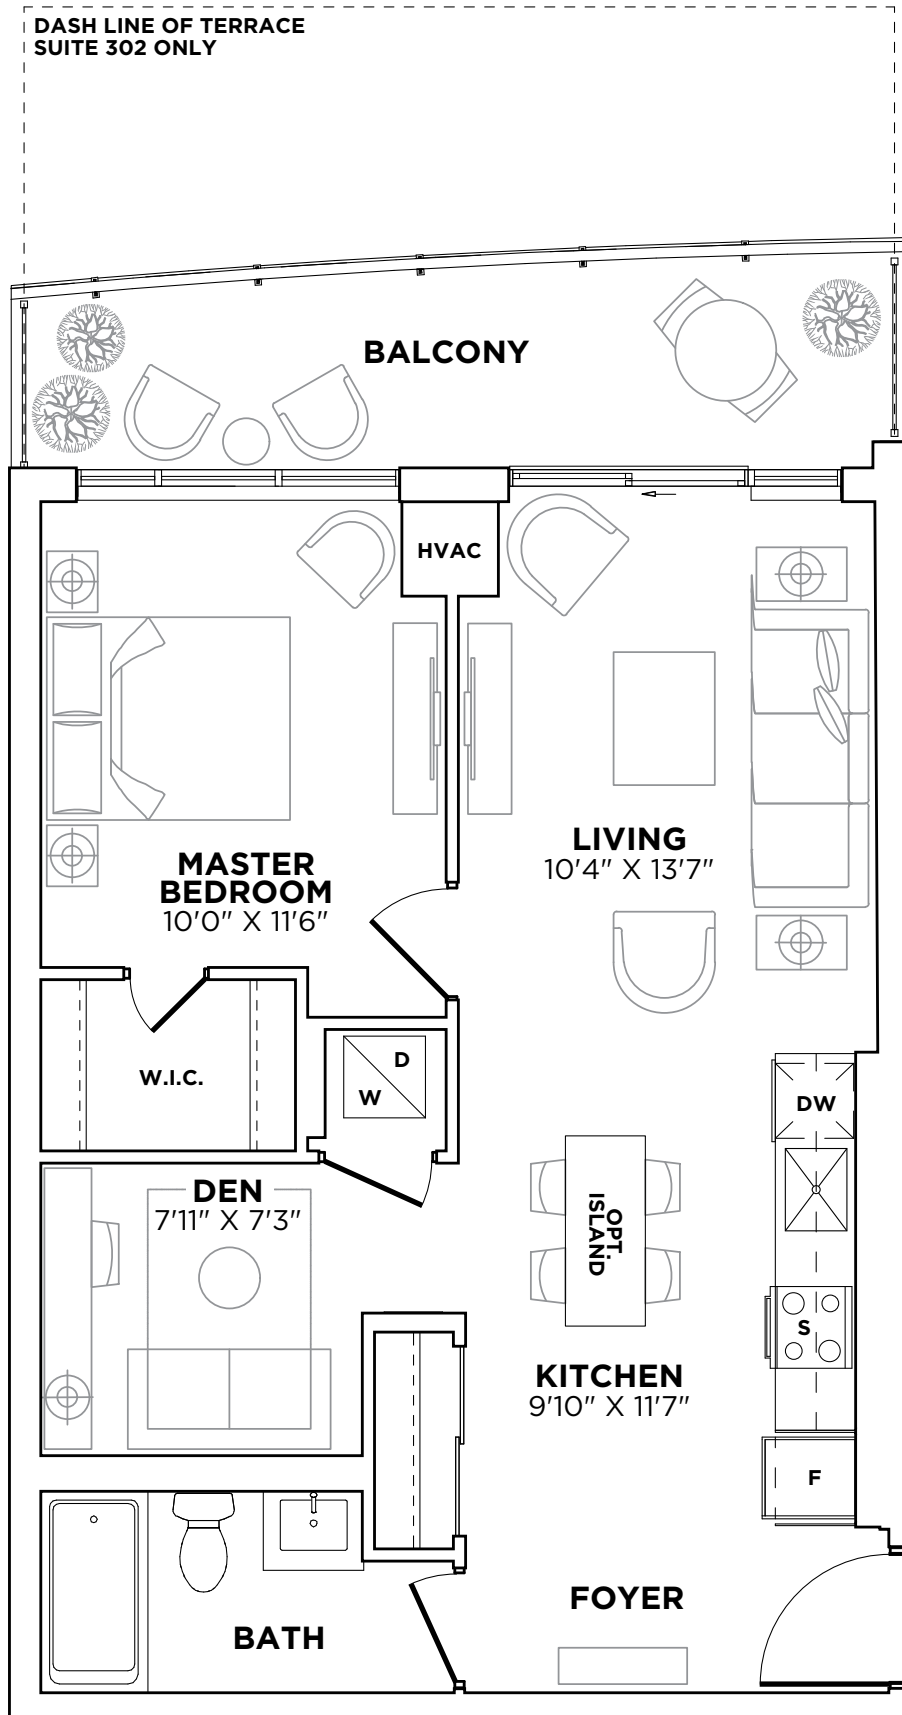 DASH LINE OF TERRACE
SUITE 302 ONLY
BALCONY
HVAC
LIVING
10'4" X 13'7"
MASTER
BEDROOM
10'0" X 11'6"
W.I.C.
D
W
DW
DEN
7'11" X 7'3"
OPT.
ISLAND
S
KITCHEN
9'10" X 11'7"
F
FOYER
BATH